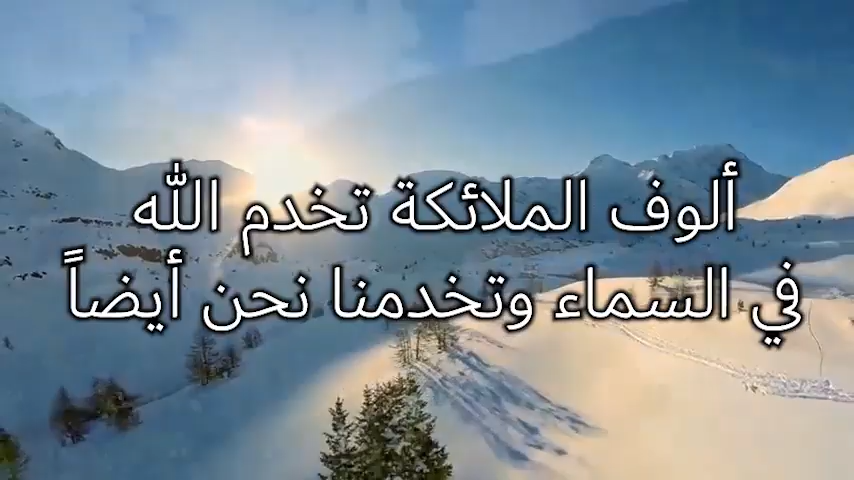 ألوف الملائكة تخدم الله
في السماء وتخدمنا نحن أيضاً